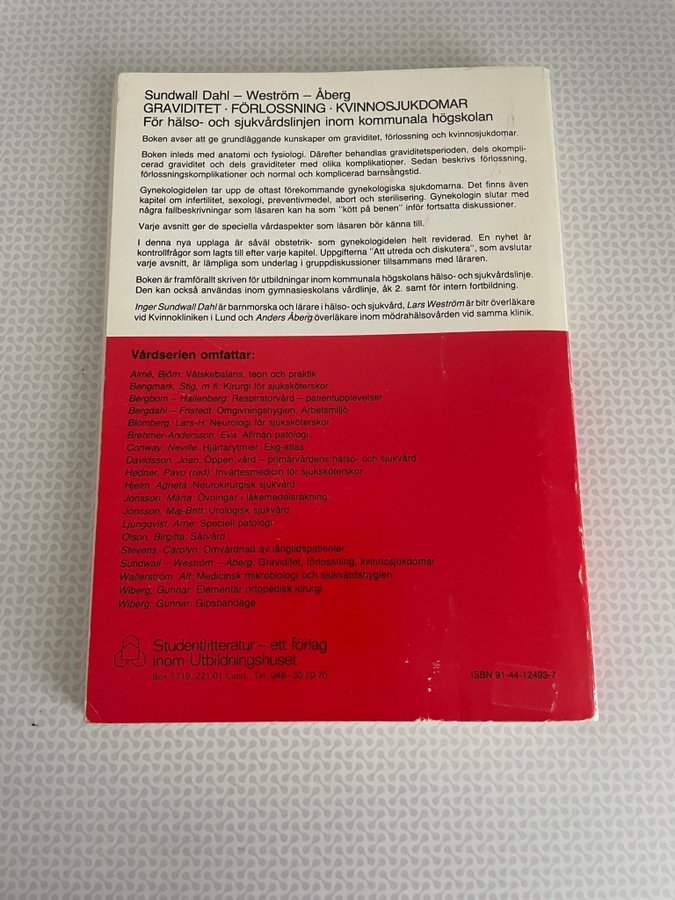 Sundwall Dahl – Weström – Åberg
GRAVIDITET · FÖRLOSSNING · KVINNOSJUKDOMAR
För hälso- och sjukvårdslinjen inom kommunala högskolan
Boken avser att ge grundläggande kunskaper om graviditet, förlossning och kvinnosjukdomar.
Boken inleds med anatomi och fysiologi. Därefter behandlas graviditetsperioden, dels okompli-
cerad graviditet och dels graviditeter med olika komplikationer. Sedan beskrivs förlossning,
förlossningskomplikationer och normal och komplicerad barnsängstid.
Gynekologidelen tar upp de oftast förekommande gynekologiska sjukdomarna. Det finns även
kapitel om infertilitet, sexologi, preventivmedel, abort och sterilisering. Gynekologin slutar med
några fallbeskrivningar som läsaren kan ha som "kött på benen" inför fortsatta diskussioner.
Varje avsnitt ger de speciella vårdaspekter som läsaren bör känna till.
I denna nya upplaga är såväl obstetrik- som gynekologidelen helt reviderad. En nyhet är
kontrollfrågor som lagts till efter varje kapitel. Uppgifterna "Att utreda och diskutera", som avslutar
varje avsnitt, är lämpliga som underlag i gruppdiskussioner tillsammans med läraren.
Boken är framförallt skriven för utbildningar inom kommunala högskolans hälso- och sjukvårdslinje.
Den kan också användas inom gymnasieskolans vårdlinje, åk 2. samt för intern fortbildning.
Inger Sundwall Dahl är barnmorska och lärare i hälso- och sjukvård, Lars Weström är bitr överläkare
vid Kvinnokliniken i Lund och Anders Åberg överläkare inom mödrahälsovården vid samma klinik.
Vårdserien omfattar:
Almé, Björn: Vätskebalans, teori och praktik
Bengmark, Stig, m fl: Kirurgi för sjuksköterskor
Bergbom – Hallenberg: Respiratorvård – patientupplevelser
Bergdahl – Fristedt: Omgivningshygien. Arbetsmiljö
Blomberg, Lars-H: Neurologi för sjuksköterskor
Brehmer-Andersson, Eva: Allmän patologi
Conway, Neville: Hjärtarytmier. Ekg-atlas
Davidsson, Joan: Öppen vård – primärvårdens hälso- och sjukvård
Hedner, Pavo (red): Invärtesmedicin för sjuksköterskor
Hjelm, Agneta: Neurokirurgisk sjukvård
Jonsson, Märta: Övningar i läkemedelsräkning
Jönsson, Maj-Britt: Urologisk sjukvård
Ljungqvist, Arne: Speciell patologi
Olson, Birgitta: Sårvård
Stevens, Carolyn: Omvårdnad av långtidspatienter
Sundwall – Weström – Åberg: Graviditet, förlossning, kvinnosjukdomar
Wallerström, Alf: Medicinsk mikrobiologi och sjukvårdshygien
Wiberg, Gunnar: Elementär ortopedisk kirurgi
Wiberg, Gunnar: Gipsbandage
Studentlitteratur – ett förlag
inom Utbildningshuset
Box 1719 · 221 01 Lund, Tel. 046 - 30 70 70
ISBN 91-44-12493-7